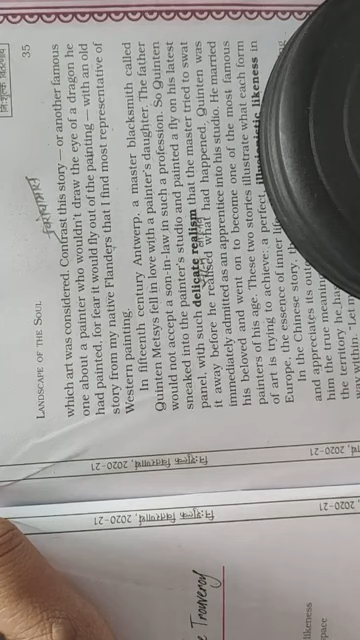 LANDSCAPE OF THE SOUL
35
which art was considered. Contrast this story — or another famous
one about a painter who wouldn't draw the eye of a dragon he
had painted, for fear it would fly out of the painting — with an old
story from my native Flanders that I find most representative of
Western painting.
In fifteenth century Antwerp, a master blacksmith called
Quinten Metsys fell in love with a painter's daughter. The father
would not accept a son-in-law in such a profession. So Quinten
sneaked into the painter's studio and painted a fly on his latest
panel, with such delicate realism that the master tried to swat
it away before he realised what had happened. Quinten was
immediately admitted as an apprentice into his studio. He married
his beloved and went on to become one of the most famous
painters of his age. These two stories illustrate what each form
of art is trying to achieve: a perfect, likeness in
Europe, the essence of inner life
In the Chinese story, th
and appreciates its out
him the true meanin
the territory he
within. Let
नि:शुल्क वितरणार्थ, 2020-21
नि:शुल्क वितरणार्थ, 2020-21
2020-21
2020-21
likeness
space